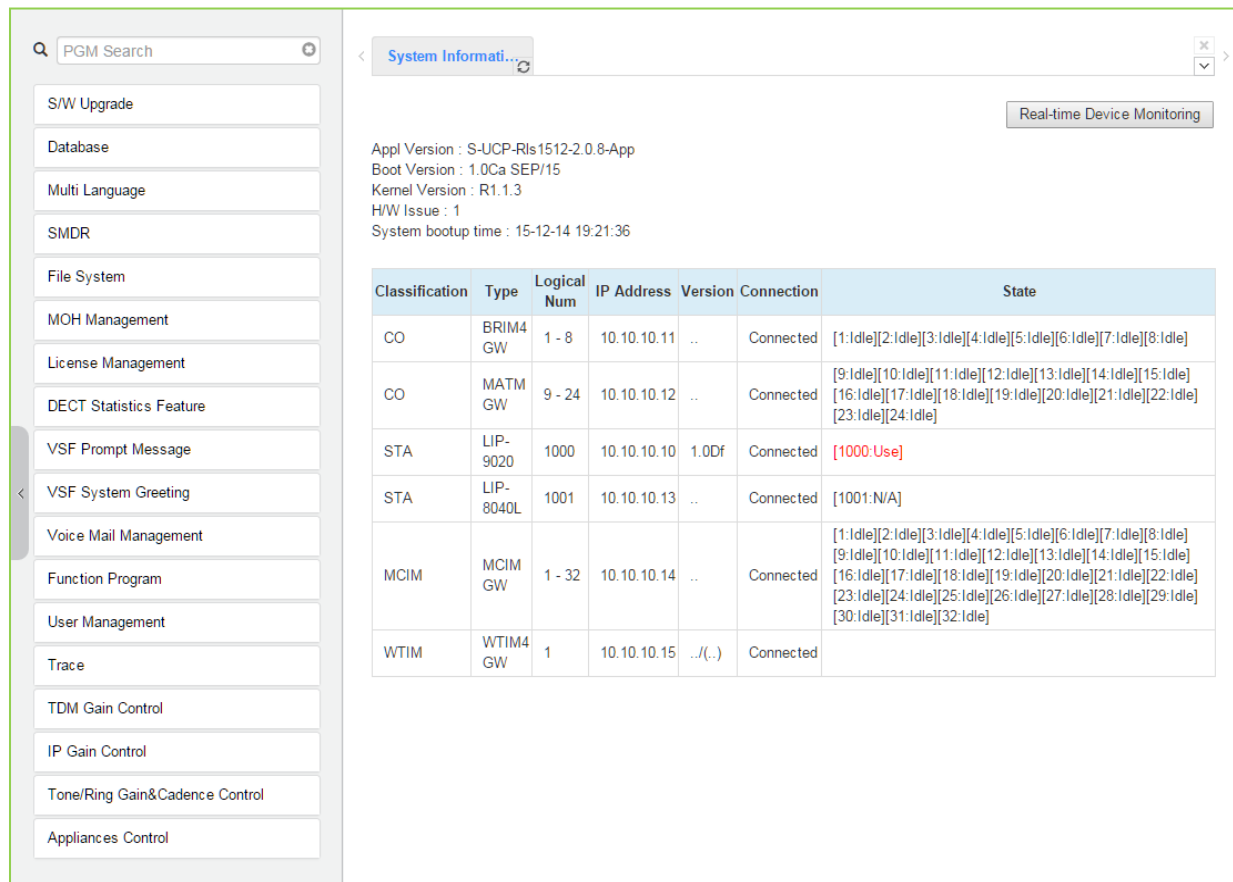 PGM Search
S/W Upgrade
Database
Multi Language
SMDR
File System
MOH Management
License Management
DECT Statistics Feature
VSF Prompt Message
VSF System Greeting
Voice Mail Management
Function Program
User Management
Trace
TDM Gain Control
IP Gain Control
Tone/Ring Gain&Cadence Control
Appliances Control
System Informati...
Real-time Device Monitoring
Appl Version : S-UCP-Rls1512-2.0.8-App
Boot Version : 1.0Ca SEP/15
Kernel Version : R1.1.3
H/W Issue : 1
System bootup time : 15-12-14 19:21:36
Classification Type Logical Num IP Address Version Connection State
CO BRIM4 GW 1 - 8 10.10.10.11 .. Connected [1:Idle][2:Idle][3:Idle][4:Idle][5:Idle][6:Idle][7:Idle][8:Idle]
CO MATM GW 9 - 24 10.10.10.12 .. Connected [9:Idle][10:Idle][11:Idle][12:Idle][13:Idle][14:Idle][15:Idle]
[16:Idle][17:Idle][18:Idle][19:Idle][20:Idle][21:Idle][22:Idle]
[23:Idle][24:Idle]
STA LIP-9020 1000 10.10.10.10 1.0Df Connected [1000:Use]
STA LIP-8040L 1001 10.10.10.13 .. Connected [1001:N/A]
MCIM MCIM GW 1 - 32 10.10.10.14 .. Connected [1:Idle][2:Idle][3:Idle][4:Idle][5:Idle][6:Idle][7:Idle][8:Idle]
[9:Idle][10:Idle][11:Idle][12:Idle][13:Idle][14:Idle][15:Idle]
[16:Idle][17:Idle][18:Idle][19:Idle][20:Idle][21:Idle][22:Idle]
[23:Idle][24:Idle][25:Idle][26:Idle][27:Idle][28:Idle][29:Idle]
[30:Idle][31:Idle][32:Idle]
WTIM WTIM4 GW 1 10.10.10.15 ../(..) Connected